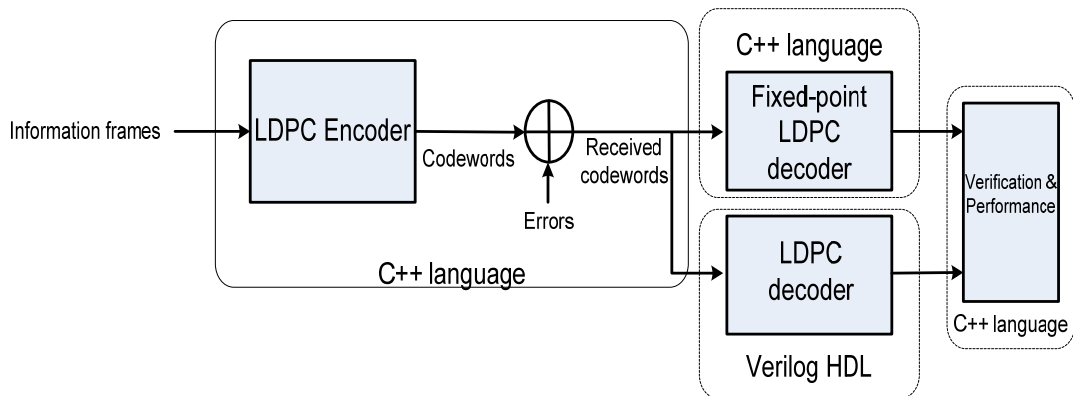 Information frames
LDPC Encoder
Codewords
Errors
Received
codewords
C++ language
C++ language
Fixed-point
LDPC
decoder
LDPC
decoder
Verilog HDL
Verification &
Performance
C++ language